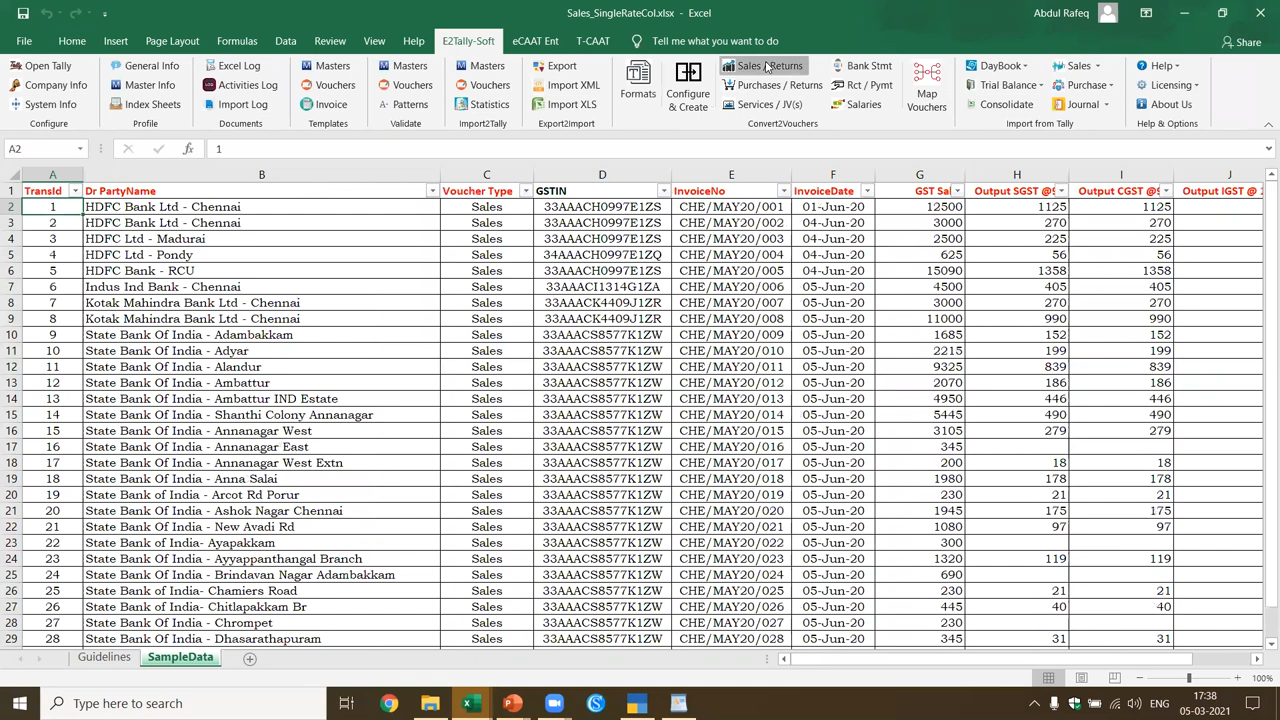 Sales_SingleRateCol.xlsx - Excel
Abdul Rafeq
File Home Insert Page Layout Formulas Data Review View Help E2Tally-Soft eCAAT Ent T-CAAT Tell me what you want to do Share
Open Tally General Info Excel Log Masters Masters Masters Export Sales / Returns Bank Stmt DayBook Sales Help
Company Info Master Info Activities Log Vouchers Vouchers Vouchers Import XML Purchases / Returns Rct / Pymt Trial Balance Purchase Licensing
System Info Index Sheets Import Log Invoice Patterns Statistics Import XLS Services / JV(s) Salaries Consolidate Journal About Us
Formats Configure & Create Map Vouchers
Configure Profile Documents Templates Validate Import2Tally Export2Import Convert2Vouchers Import from Tally Help & Options
A2 fx 1
A B C D E F G H I J
1 TransId Dr PartyName Voucher Type GSTIN InvoiceNo InvoiceDate GST Sal Output SGST @9 Output CGST @9 Output IGST @ 1
2 1 HDFC Bank Ltd - Chennai Sales 33AAACH0997E1ZS CHE/MAY20/001 01-Jun-20 12500 1125 1125
3 2 HDFC Bank Ltd - Chennai Sales 33AAACH0997E1ZS CHE/MAY20/002 04-Jun-20 3000 270 270
4 3 HDFC Ltd - Madurai Sales 33AAACH0997E1ZS CHE/MAY20/003 04-Jun-20 2500 225 225
5 4 HDFC Ltd - Pondy Sales 34AAACH0997E1ZQ CHE/MAY20/004 04-Jun-20 625 56 56
6 5 HDFC Bank - RCU Sales 33AAACH0997E1ZS CHE/MAY20/005 04-Jun-20 15090 1358 1358
7 6 Indus Ind Bank - Chennai Sales 33AAACI1314G1ZA CHE/MAY20/006 05-Jun-20 4500 405 405
8 7 Kotak Mahindra Bank Ltd - Chennai Sales 33AAACK4409J1ZR CHE/MAY20/007 05-Jun-20 3000 270 270
9 8 Kotak Mahindra Bank Ltd - Chennai Sales 33AAACK4409J1ZR CHE/MAY20/008 05-Jun-20 11000 990 990
10 9 State Bank Of India - Adambakkam Sales 33AAACS8577K1ZW CHE/MAY20/009 05-Jun-20 1685 152 152
11 10 State Bank Of India - Adyar Sales 33AAACS8577K1ZW CHE/MAY20/010 05-Jun-20 2215 199 199
12 11 State Bank Of India - Alandur Sales 33AAACS8577K1ZW CHE/MAY20/011 05-Jun-20 9325 839 839
13 12 State Bank Of India - Ambattur Sales 33AAACS8577K1ZW CHE/MAY20/012 05-Jun-20 2070 186 186
14 13 State Bank Of India - Ambattur IND Estate Sales 33AAACS8577K1ZW CHE/MAY20/013 05-Jun-20 4950 446 446
15 14 State Bank Of India - Shanthi Colony Annanagar Sales 33AAACS8577K1ZW CHE/MAY20/014 05-Jun-20 5445 490 490
16 15 State Bank Of India - Annanagar West Sales 33AAACS8577K1ZW CHE/MAY20/015 05-Jun-20 3105 279 279
17 16 State Bank Of India - Annanagar East Sales 33AAACS8577K1ZW CHE/MAY20/016 05-Jun-20 345
18 17 State Bank Of India - Annanagar West Extn Sales 33AAACS8577K1ZW CHE/MAY20/017 05-Jun-20 200 18 18
19 18 State Bank Of India - Anna Salai Sales 33AAACS8577K1ZW CHE/MAY20/018 05-Jun-20 1980 178 178
20 19 State Bank of India - Arcot Rd Porur Sales 33AAACS8577K1ZW CHE/MAY20/019 05-Jun-20 230 21 21
21 20 State Bank Of India - Ashok Nagar Chennai Sales 33AAACS8577K1ZW CHE/MAY20/020 05-Jun-20 1945 175 175
22 21 State Bank Of India - New Avadi Rd Sales 33AAACS8577K1ZW CHE/MAY20/021 05-Jun-20 1080 97 97
23 22 State Bank of India- Ayapakkam Sales 33AAACS8577K1ZW CHE/MAY20/022 05-Jun-20 300
24 23 State Bank Of India - Ayyappanthangal Branch Sales 33AAACS8577K1ZW CHE/MAY20/023 05-Jun-20 1320 119 119
25 24 State Bank Of India - Brindavan Nagar Adambakkam Sales 33AAACS8577K1ZW CHE/MAY20/024 05-Jun-20 690
26 25 State Bank of India- Chamiers Road Sales 33AAACS8577K1ZW CHE/MAY20/025 05-Jun-20 230 21 21
27 26 State Bank of India- Chitlapakkam Br Sales 33AAACS8577K1ZW CHE/MAY20/026 05-Jun-20 445 40 40
28 27 State Bank Of India - Chrompet Sales 33AAACS8577K1ZW CHE/MAY20/027 05-Jun-20 230
29 28 State Bank Of India - Dhasarathapuram Sales 33AAACS8577K1ZW CHE/MAY20/028 05-Jun-20 345 31 31
Guidelines SampleData
100%
Type here to search
ENG 17:38
05-03-2021